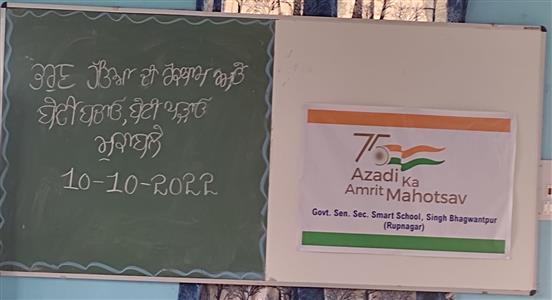 ਭਰੂਣ ਹੱਤਿਆ ਦੀ ਰੋਕਥਾਮ ਅਤੇ
ਬੇਟੀ ਬਚਾਓ, ਬੇਟੀ ਪੜ੍ਹਾਓ
ਮੁਕਾਬਲੇ
10-10-2022
75
Azadi Ka
Amrit Mahotsav
Govt. Sen. Sec. Smart School, Singh Bhagwantpur
(Rupnagar)